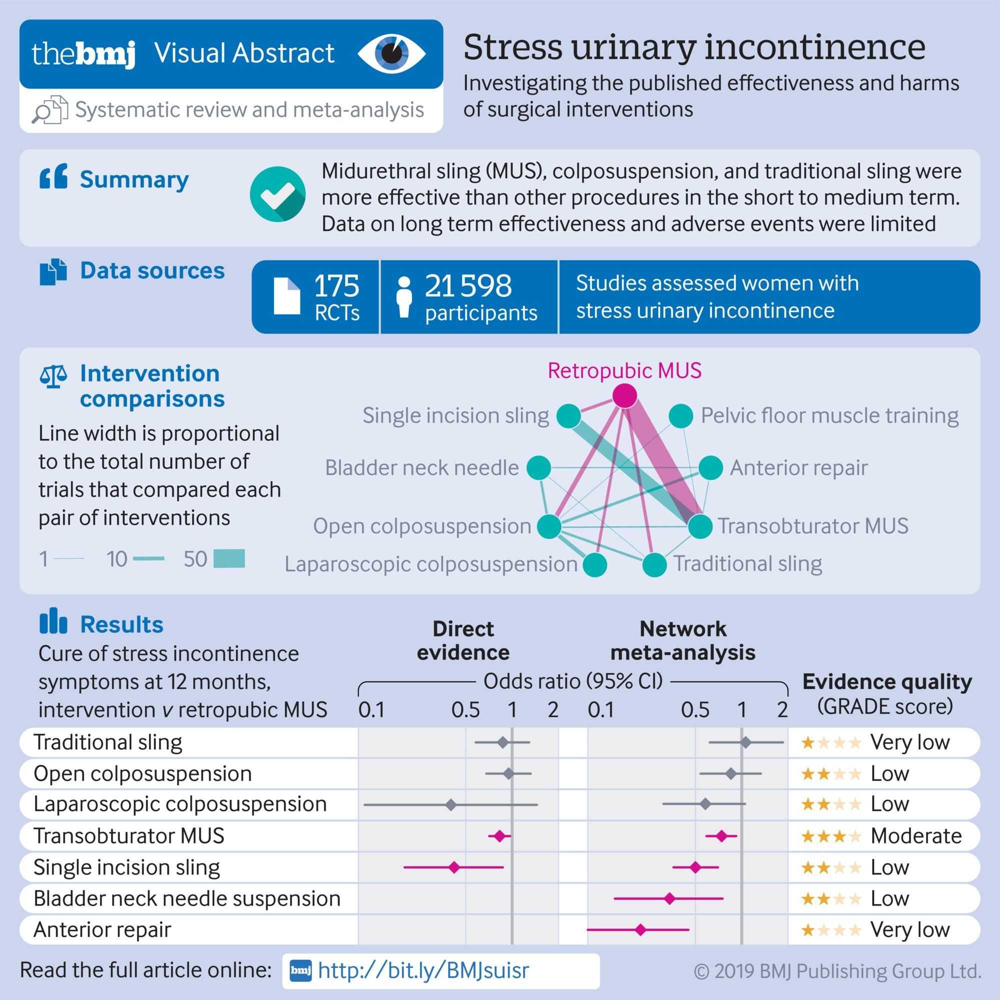 thebmj Visual Abstract
Systematic review and meta-analysis
Stress urinary incontinence
Investigating the published effectiveness and harms
of surgical interventions
Summary
Midurethral sling (MUS), colposuspension, and traditional sling were
more effective than other procedures in the short to medium term.
Data on long term effectiveness and adverse events were limited
Data sources
175
RCTs
21 598
participants
Studies assessed women with
stress urinary incontinence
Intervention
comparisons
Line width is proportional
to the total number of
trials that compared each
pair of interventions
1 10 50
Retropubic MUS
Single incision sling
Pelvic floor muscle training
Bladder neck needle
Anterior repair
Open colposuspension
Transobturator MUS
Laparoscopic colposuspension
Traditional sling
Results
Cure of stress incontinence
symptoms at 12 months,
intervention v retropubic MUS
Direct
evidence
Network
meta-analysis
Odds ratio (95% CI)
0.1 0.5 1 2 0.1 0.5 1 2
Evidence quality
(GRADE score)
Traditional sling Very low
Open colposuspension Low
Laparoscopic colposuspension Low
Transobturator MUS Moderate
Single incision sling Low
Bladder neck needle suspension Low
Anterior repair Very low
Read the full article online: bmj http://bit.ly/BMJsuisr
© 2019 BMJ Publishing Group Ltd.